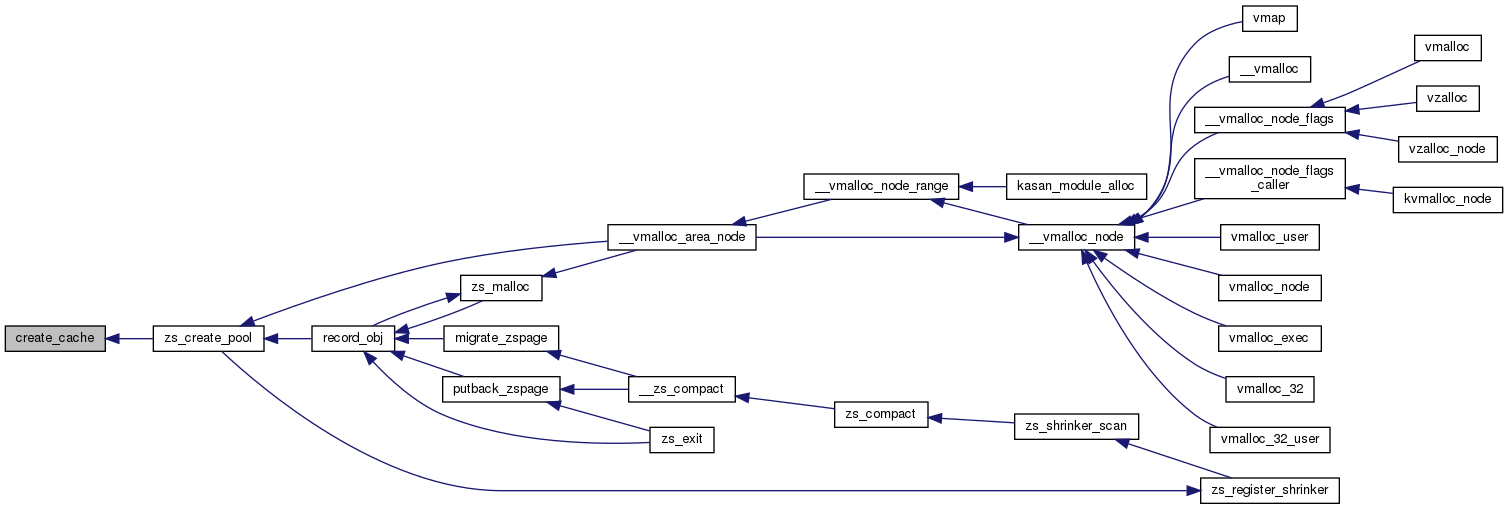 vmap
vmalloc
__vmalloc
vzalloc
__vmalloc_node_flags
vzalloc_node
__vmalloc_node_flags
_caller
__vmalloc_node_range
kasan_module_alloc
kvmalloc_node
__vmalloc_area_node
__vmalloc_node
vmalloc_user
zs_malloc
vmalloc_node
create_cache
zs_create_pool
record_obj
migrate_zspage
vmalloc_exec
putback_zspage
__zs_compact
vmalloc_32
zs_compact
zs_shrinker_scan
zs_exit
vmalloc_32_user
zs_register_shrinker